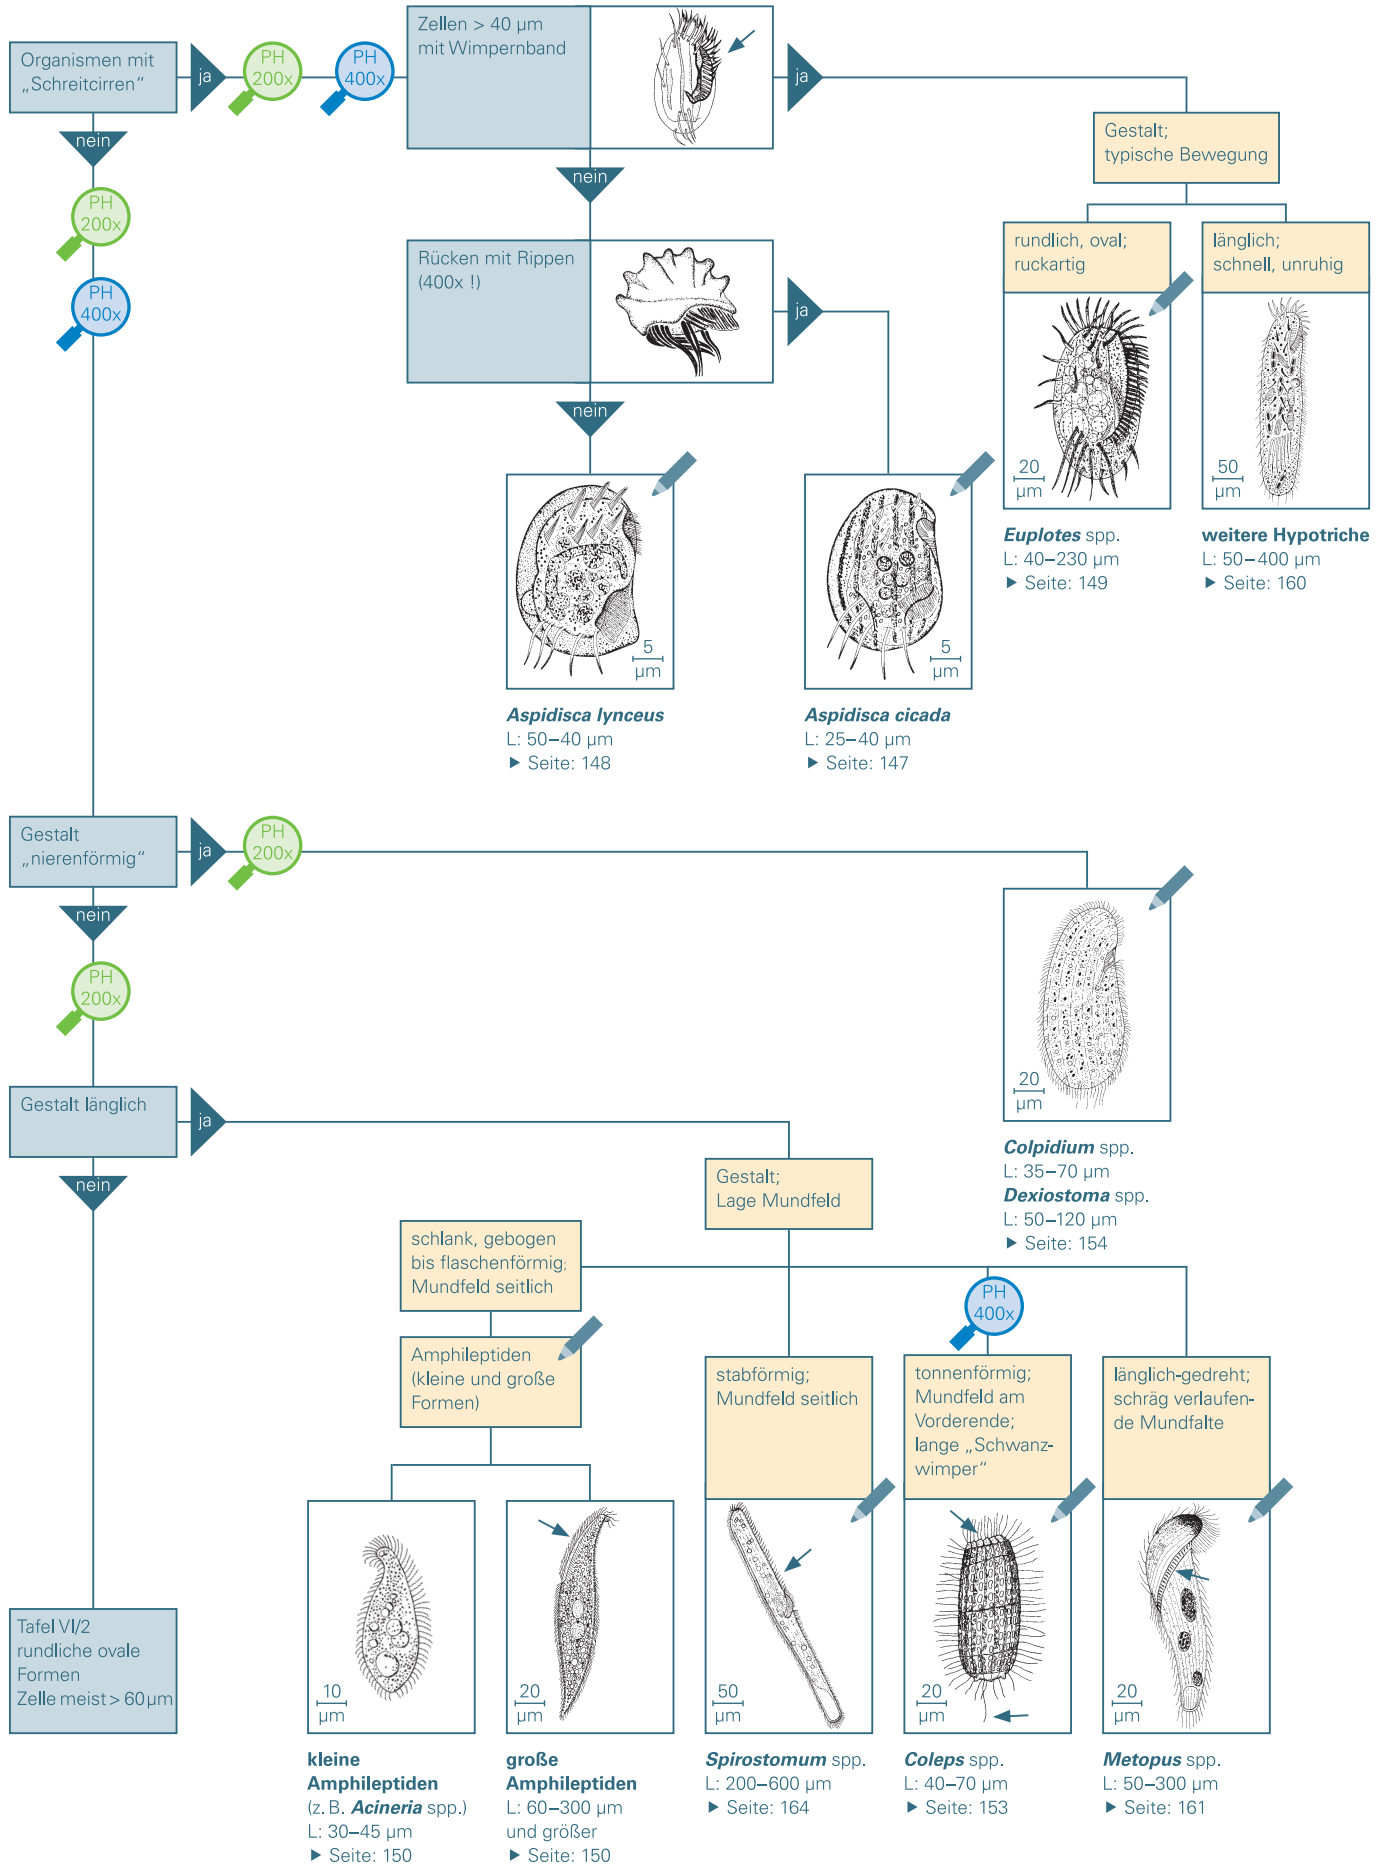 Organismen mit
„Schreitcirren“
ja
PH
200x
PH
400x
Zellen > 40 µm
mit Wimpernband
ja
nein
PH
200x
PH
400x
nein
Gestalt;
typische Bewegung
Rücken mit Rippen
(400x !)
ja
nein
rundlich, oval;
ruckartig
länglich;
schnell, unruhig
20
µm
50
µm
Euplotes spp.
L: 40–230 µm
▶ Seite: 149
weitere Hypotriche
L: 50–400 µm
▶ Seite: 160
5
µm
5
µm
Aspidisca lynceus
L: 50–40 µm
▶ Seite: 148
Aspidisca cicada
L: 25–40 µm
▶ Seite: 147
Gestalt
„nierenförmig“
ja
PH
200x
nein
PH
200x
20
µm
Colpidium spp.
L: 35–70 µm
Dexiostoma spp.
L: 50–120 µm
▶ Seite: 154
Gestalt länglich
ja
nein
Gestalt;
Lage Mundfeld
schlank, gebogen
bis flaschenförmig;
Mundfeld seitlich
PH
400x
Amphileptiden
(kleine und große
Formen)
stabförmig;
Mundfeld seitlich
tonnenförmig;
Mundfeld am
Vorderende;
lange „Schwanz-
wimper“
länglich-gedreht;
schräg verlaufen-
de Mundfalte
Tafel VI/2
rundliche ovale
Formen
Zelle meist > 60 µm
10
µm
20
µm
50
µm
20
µm
20
µm
kleine
Amphileptiden
(z. B. Acineria spp.)
L: 30–45 µm
▶ Seite: 150
große
Amphileptiden
L: 60–300 µm
und größer
▶ Seite: 150
Spirostomum spp.
L: 200–600 µm
▶ Seite: 164
Coleps spp.
L: 40–70 µm
▶ Seite: 153
Metopus spp.
L: 50–300 µm
▶ Seite: 161